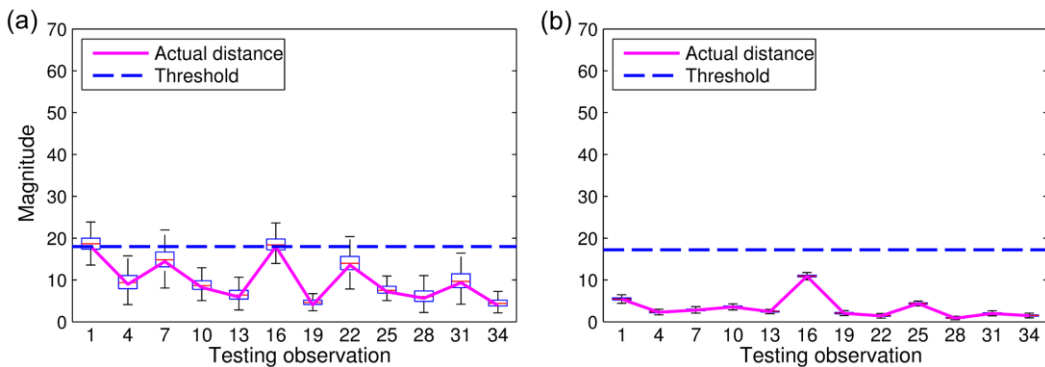 (a)
70
60
50
40
30
20
10
0
Magnitude
Actual distance
Threshold
1 4 7 10 13 16 19 22 25 28 31 34
Testing observation
(b)
70
60
50
40
30
20
10
0
Actual distance
Threshold
1 4 7 10 13 16 19 22 25 28 31 34
Testing observation